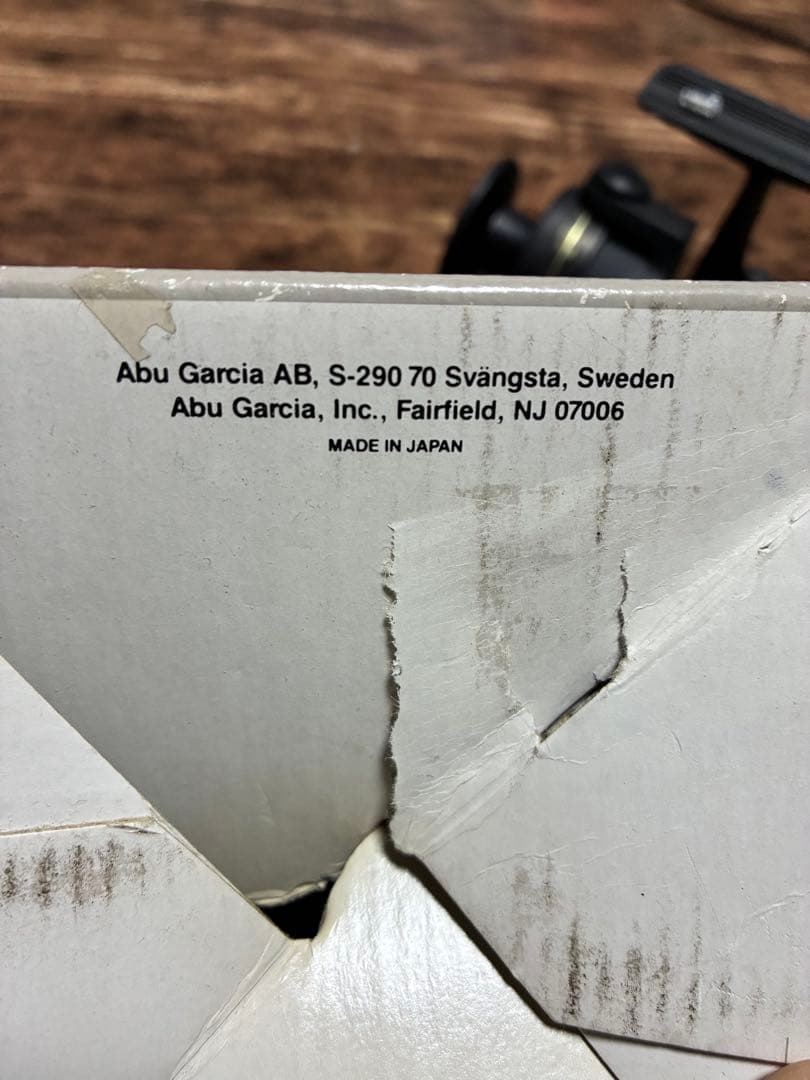 Abu Garcia AB, S-290 70 Svängsta, Sweden
Abu Garcia, Inc., Fairfield, NJ 07006
MADE IN JAPAN